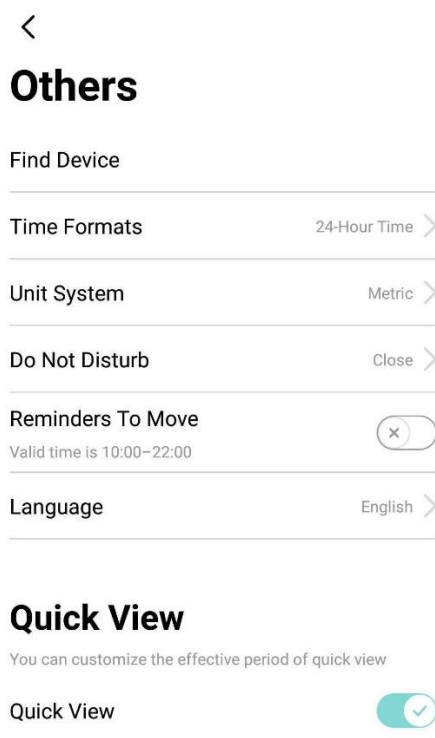 Others
Find Device
Time Formats 24-Hour Time
Unit System Metric
Do Not Disturb Close
Reminders To Move
Valid time is 10:00–22:00
Language English
Quick View
You can customize the effective period of quick view
Quick View